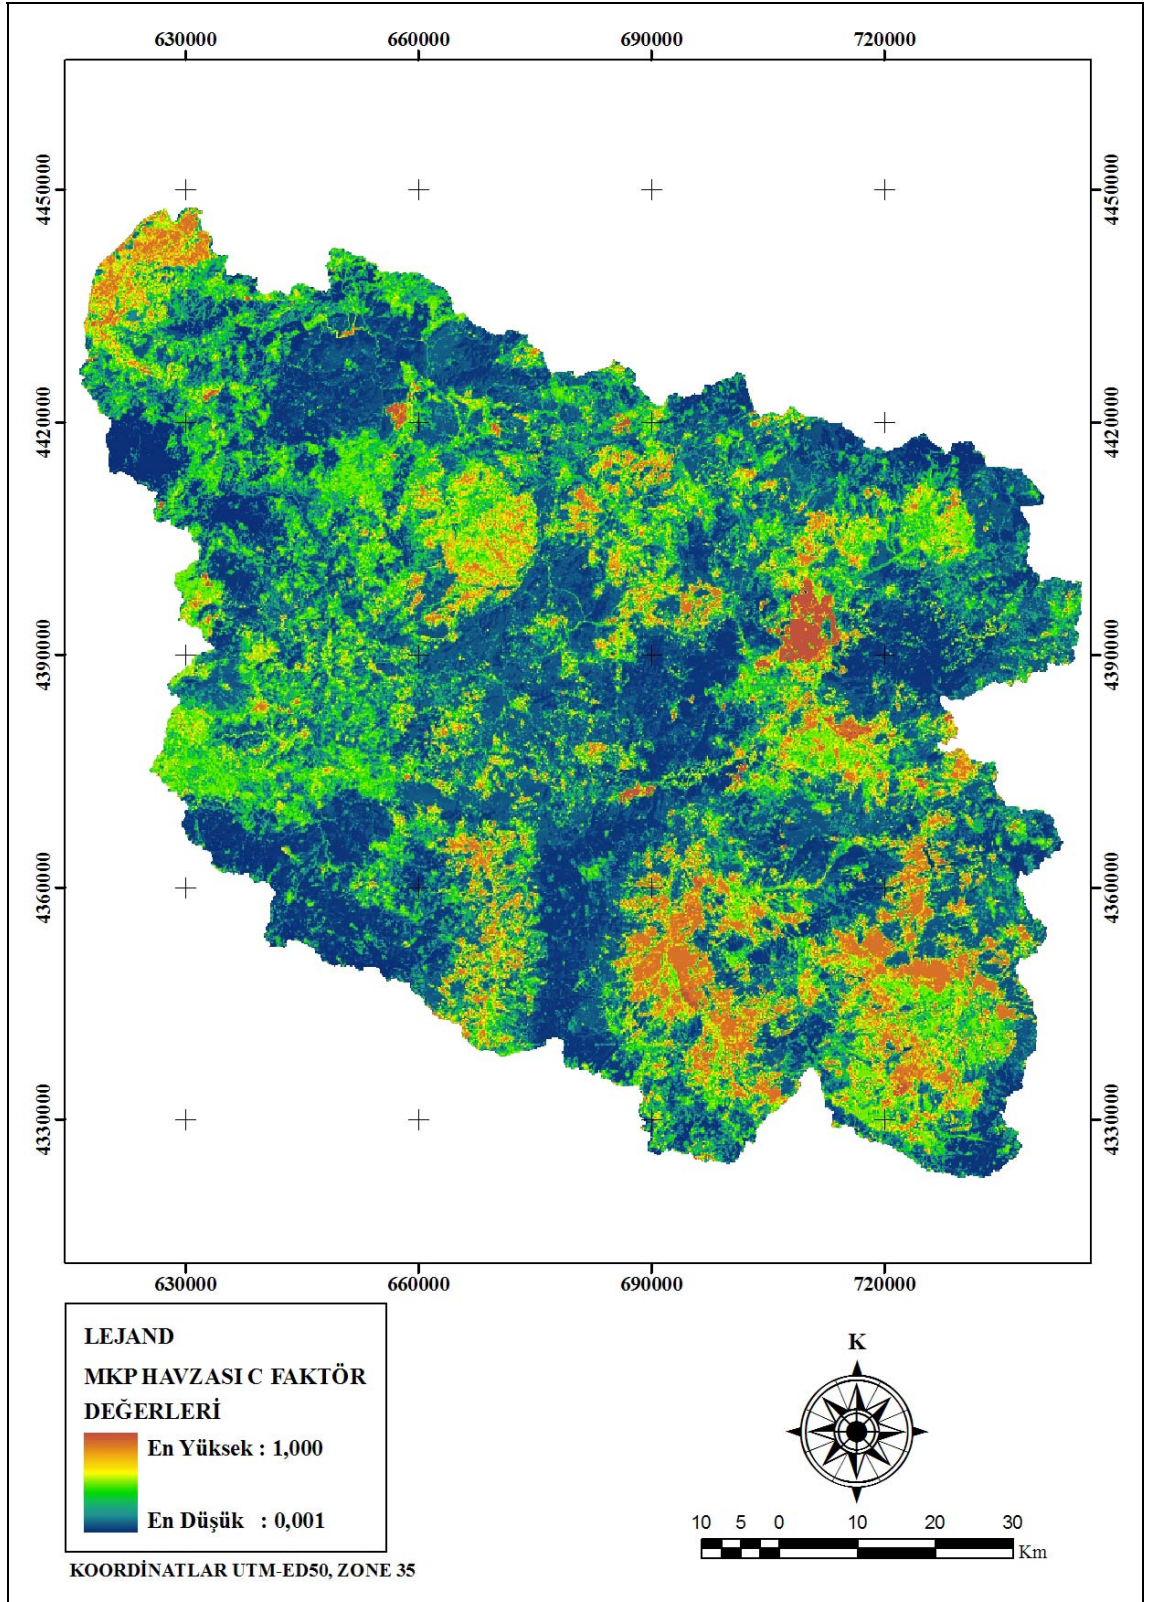 630000 660000 690000 720000
4450000 4450000
4420000 4420000
4390000 4390000
4360000 4360000
4330000 4330000
630000 660000 690000 720000
LEJAND
MKP HAVZASI C FAKTÖR
DEĞERLERİ
En Yüksek : 1,000
En Düşük : 0,001
KOORDİNATLAR UTM-ED50, ZONE 35
K
10 5 0 10 20 30
Km